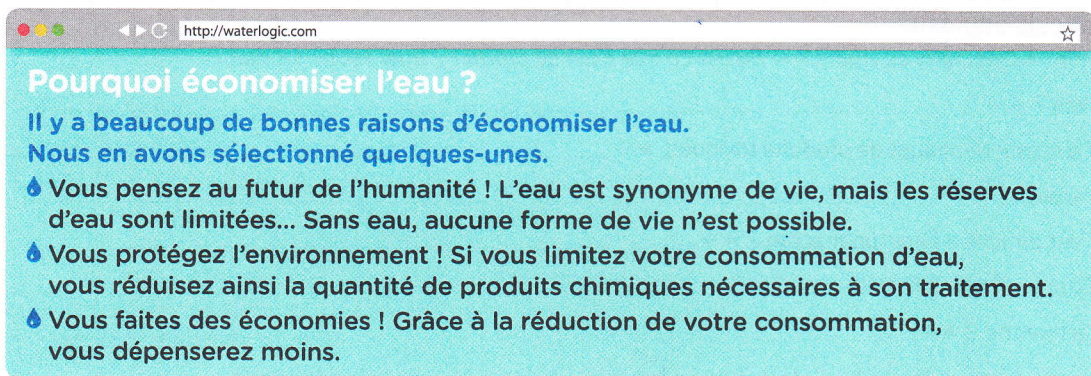 http://waterlogic.com
Pourquoi économiser l'eau ?
Il y a beaucoup de bonnes raisons d'économiser l'eau.
Nous en avons sélectionné quelques-unes.
Vous pensez au futur de l'humanité ! L'eau est synonyme de vie, mais les réserves
d'eau sont limitées... Sans eau, aucune forme de vie n'est possible.
Vous protégez l'environnement ! Si vous limitez votre consommation d'eau,
vous réduisez ainsi la quantité de produits chimiques nécessaires à son traitement.
Vous faites des économies ! Grâce à la réduction de votre consommation,
vous dépenserez moins.